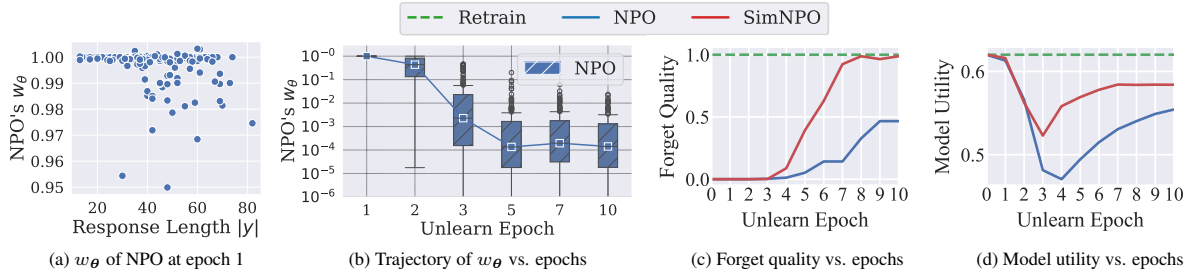 Retrain NPO SimNPO
NPO's wθ
1.00
0.99
0.98
0.97
0.96
0.95
20 40 60 80
Response Length |y|
(a) wθ of NPO at epoch 1
NPO's wθ
10⁻⁰
10⁻¹
10⁻²
10⁻³
10⁻⁴
10⁻⁵
10⁻⁶
NPO
1 2 3 5 7 10
Unlearn Epoch
(b) Trajectory of wθ vs. epochs
Forget Quality
1.0
0.5
0.0
0 1 2 3 4 5 6 7 8 9 10
Unlearn Epoch
(c) Forget quality vs. epochs
Model Utility
0.6
0.5
0 1 2 3 4 5 6 7 8 9 10
Unlearn Epoch
(d) Model utility vs. epochs